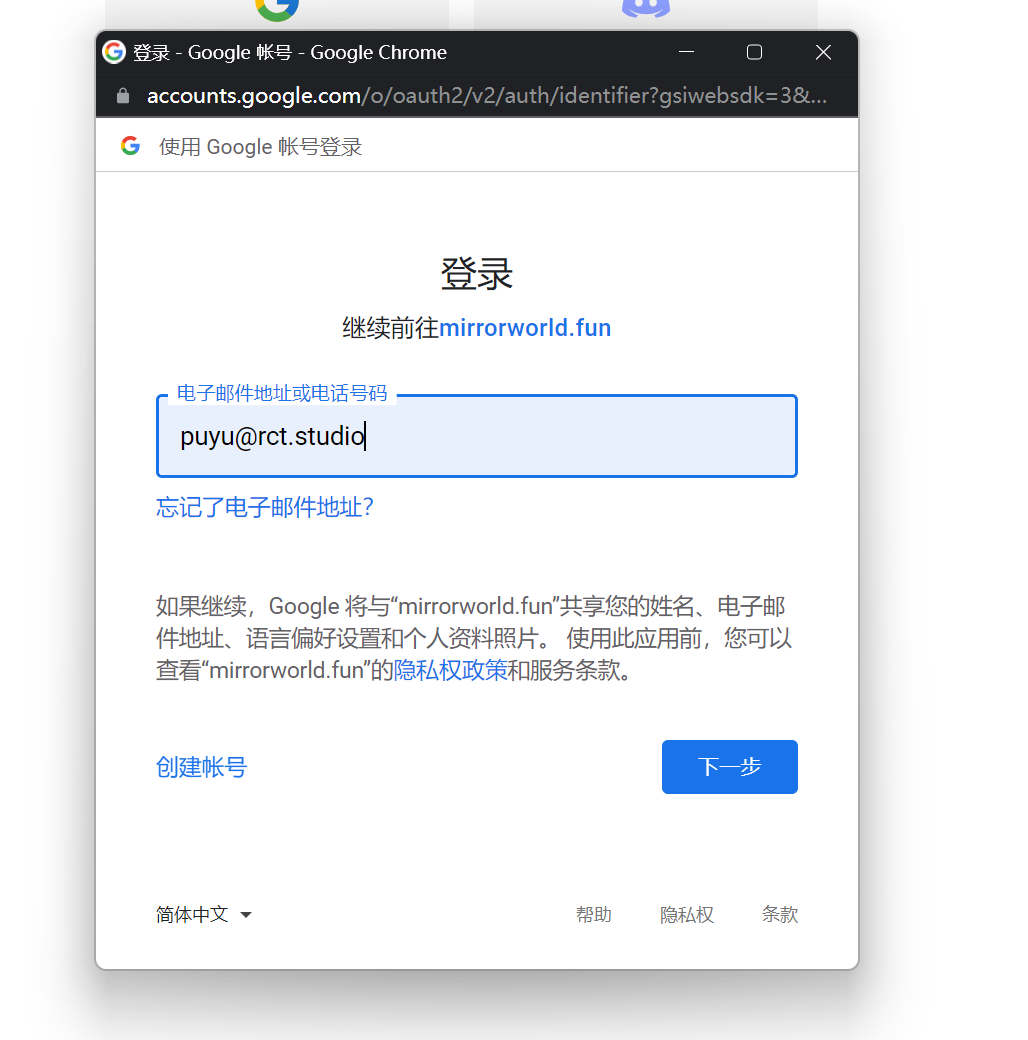 登录 - Google 帐号 - Google Chrome
accounts.google.com/o/oauth2/v2/auth/identifier?gsiwebsdk=3&...
使用 Google 帐号登录
登录
继续前往mirrorworld.fun
电子邮件地址或电话号码
puyu@rct.studio
忘记了电子邮件地址?
如果继续，Google 将与“mirrorworld.fun”共享您的姓名、电子邮
件地址、语言偏好设置和个人资料照片。 使用此应用前，您可以
查看“mirrorworld.fun”的隐私权政策和服务条款。
创建帐号
下一步
简体中文
帮助
隐私权
条款